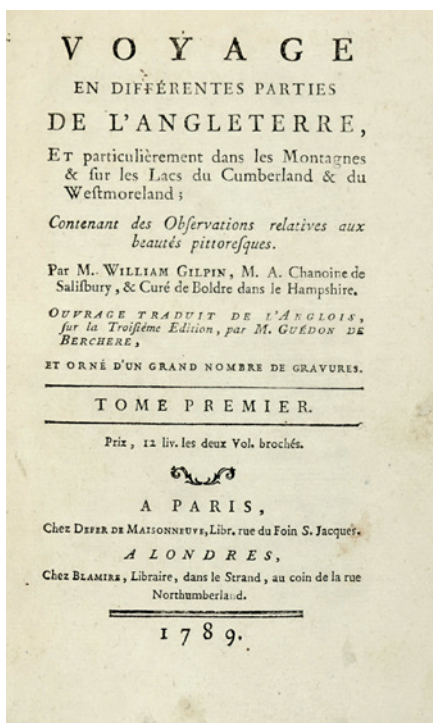 VOYAGE
EN DIFFÉRENTES PARTIES
DE L'ANGLETERRE,
ET particulièrement dans les Montagnes
& ſur les Lacs du Cumberland & du
Weſtmoreland ;
Contenant des Obſervations relatives aux
beautés pittoreſques.
Par M. WILLIAM GILPIN, M. A. Chanoine de
Saliſbury, & Curé de Boldre dans le Hampshire.
OUVRAGE TRADUIT DE L'ANGLOIS,
ſur la Troiſiéme Edition, par M. GUÉDON DE
BERCHERE,
ET ORNÉ D'UN GRAND NOMBRE DE GRAVURES.
TOME PREMIER.
Prix, 12 liv. les deux Vol. brochés.
A PARIS,
Chez DEFER DE MAISONNEUVE, Libr. rue du Foin S. Jacques.
A LONDRES,
Chez BLAMIRE, Libraire, dans le Strand, au coin de la rue
Northumberland.
1789.